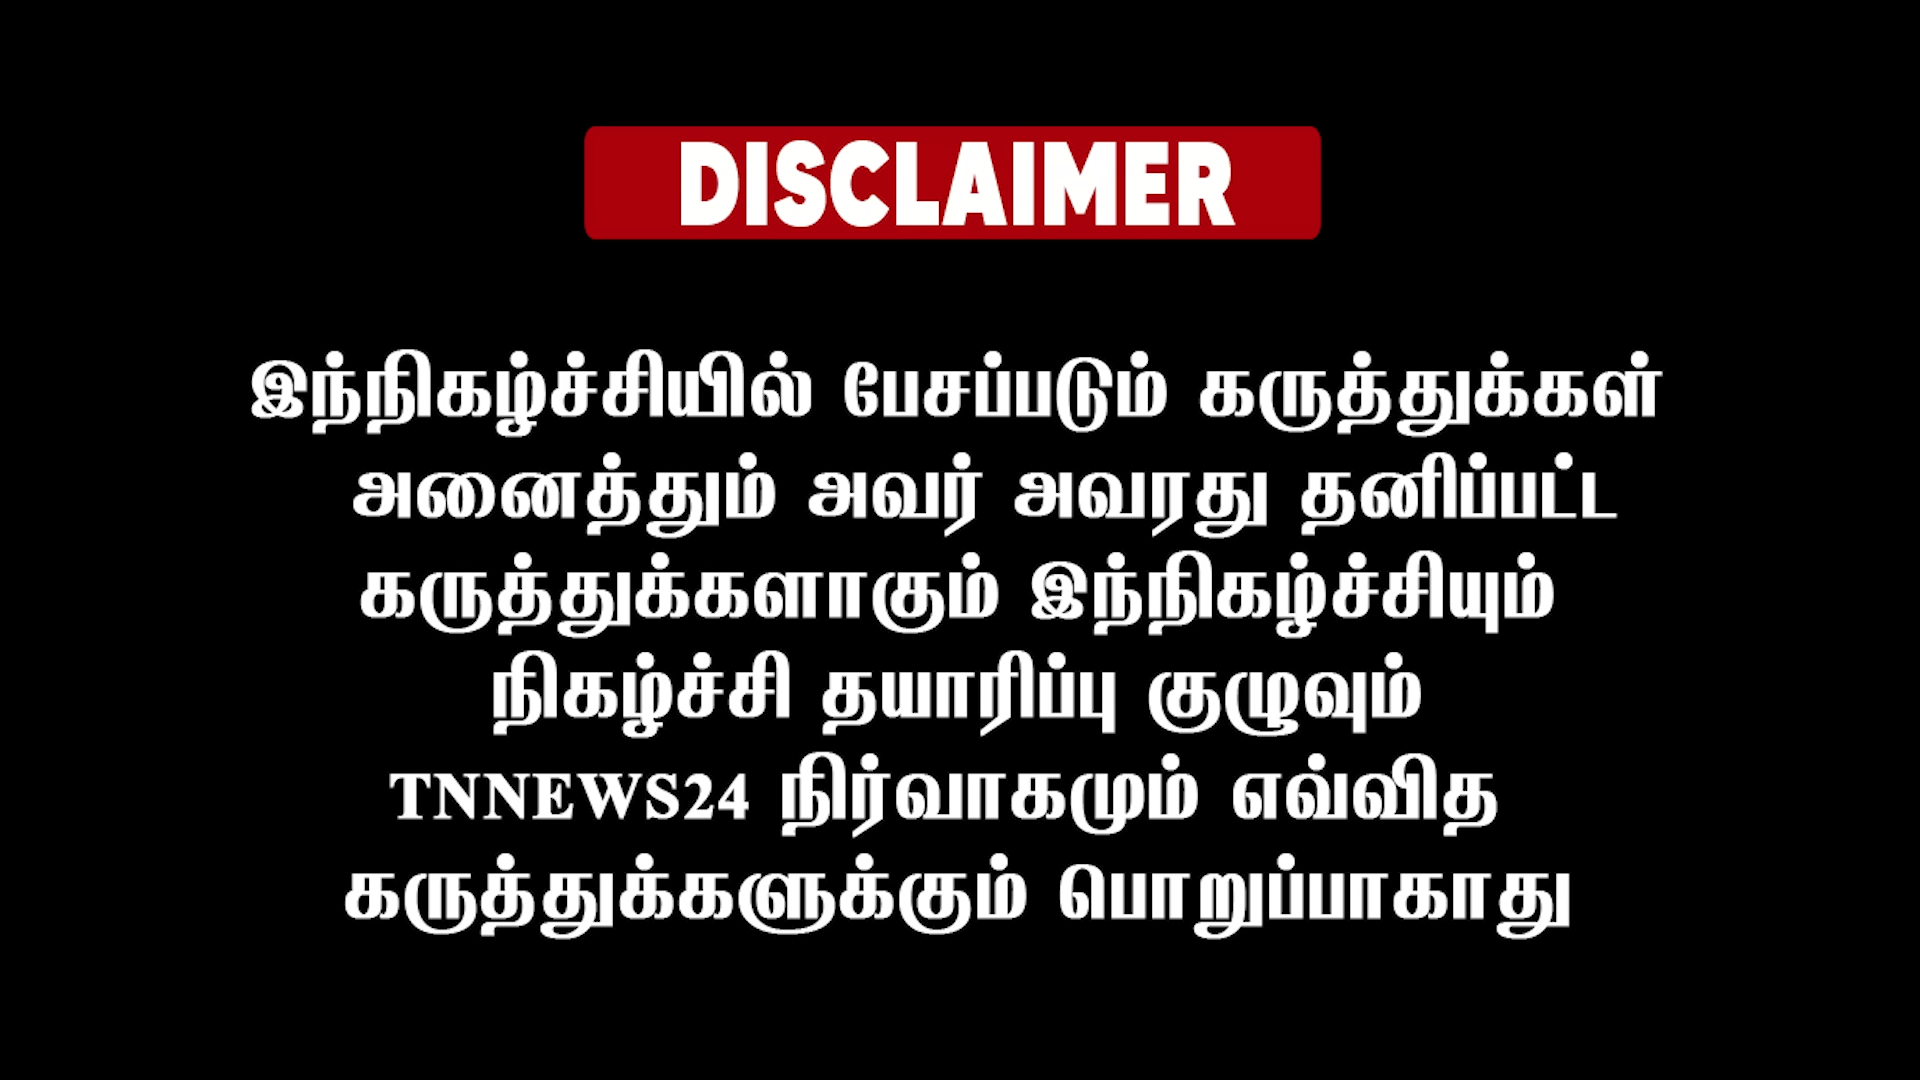 DISCLAIMER
இந்நிகழ்ச்சியில் பேசப்படும் கருத்துக்கள்
அனைத்தும் அவர் அவரது தனிப்பட்ட
கருத்துக்களாகும் இந்நிகழ்ச்சியும்
நிகழ்ச்சி தயாரிப்பு குழுவும்
TNNEWS24 நிர்வாகமும் எவ்வித
கருத்துக்களுக்கும் பொறுப்பாகாது